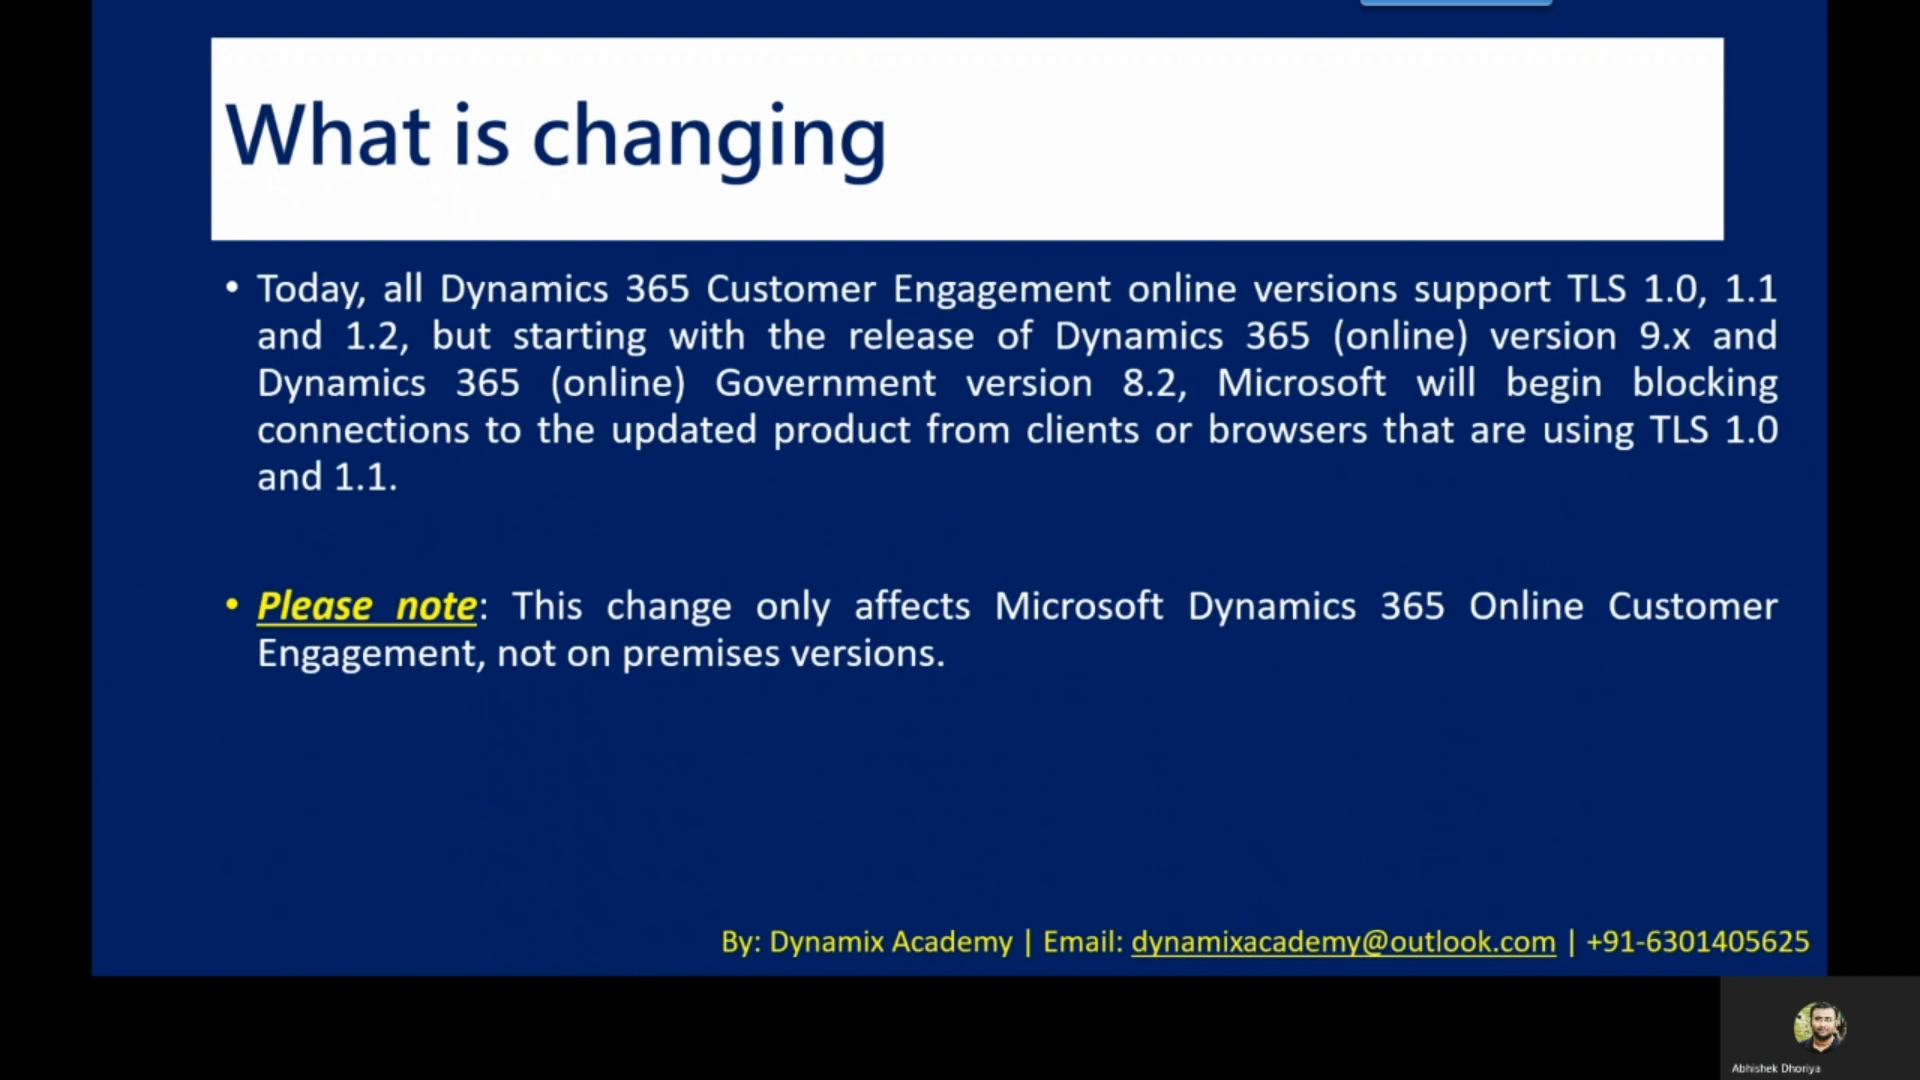 What is changing
• Today, all Dynamics 365 Customer Engagement online versions support TLS 1.0, 1.1
and 1.2, but starting with the release of Dynamics 365 (online) version 9.x and
Dynamics 365 (online) Government version 8.2, Microsoft will begin blocking
connections to the updated product from clients or browsers that are using TLS 1.0
and 1.1.
• Please note: This change only affects Microsoft Dynamics 365 Online Customer
Engagement, not on premises versions.
By: Dynamix Academy | Email: dynamixacademy@outlook.com | +91-6301405625
Abhishek Dhoriya